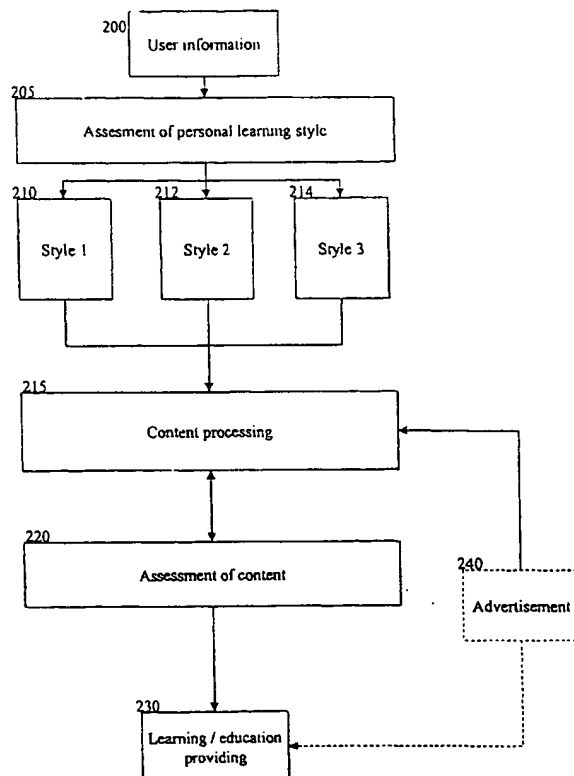 200
User information
205
Assesment of personal learning style
210
212
214
Style 1
Style 2
Style 3
215
Content processing
220
Assessment of content
240
Advertisement
230
Learning / education
providing